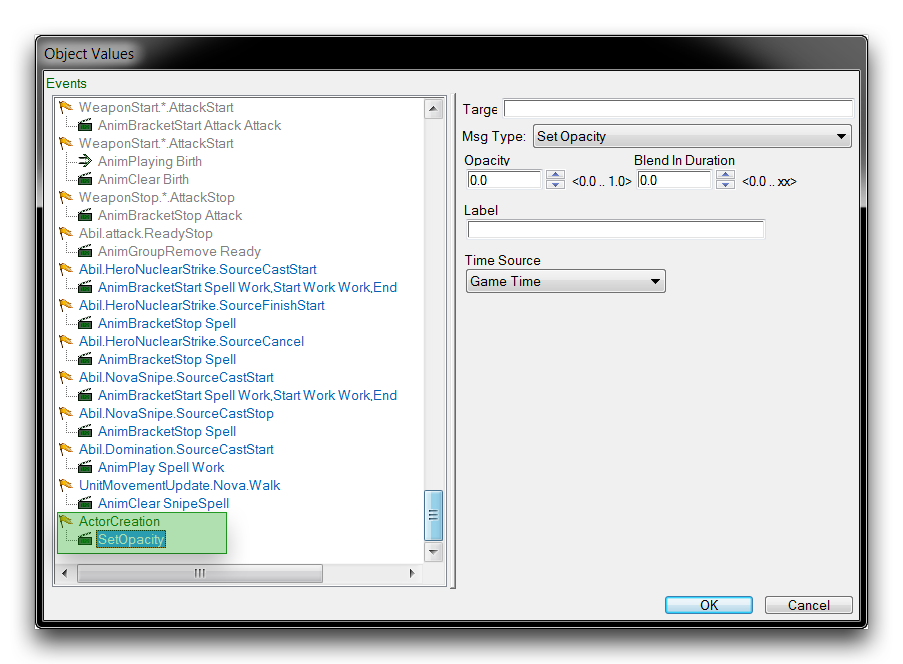 Object Values
Events
WeaponStart.*.AttackStart
AnimBracketStart Attack Attack
WeaponStart.*.AttackStart
AnimPlaying Birth
AnimClear Birth
WeaponStop.*.AttackStop
AnimBracketStop Attack
Abil.attack.ReadyStop
AnimGroupRemove Ready
Abil.HeroNuclearStrike.SourceCastStart
AnimBracketStart Spell Work,Start Work Work,End
Abil.HeroNuclearStrike.SourceFinishStart
AnimBracketStop Spell
Abil.HeroNuclearStrike.SourceCancel
AnimBracketStop Spell
Abil.NovaSnipe.SourceCastStart
AnimBracketStart Spell Work,Start Work Work,End
Abil.NovaSnipe.SourceCastStop
AnimBracketStop Spell
Abil.Domination.SourceCastStart
AnimPlay Spell Work
UnitMovementUpdate.Nova.Walk
AnimClear SnipeSpell
ActorCreation
SetOpacity
Targe
Msg Type: Set Opacity
Opacity Blend In Duration
0.0 <0.0 .. 1.0> 0.0 <0.0 .. xx>
Label
Time Source
Game Time
OK Cancel